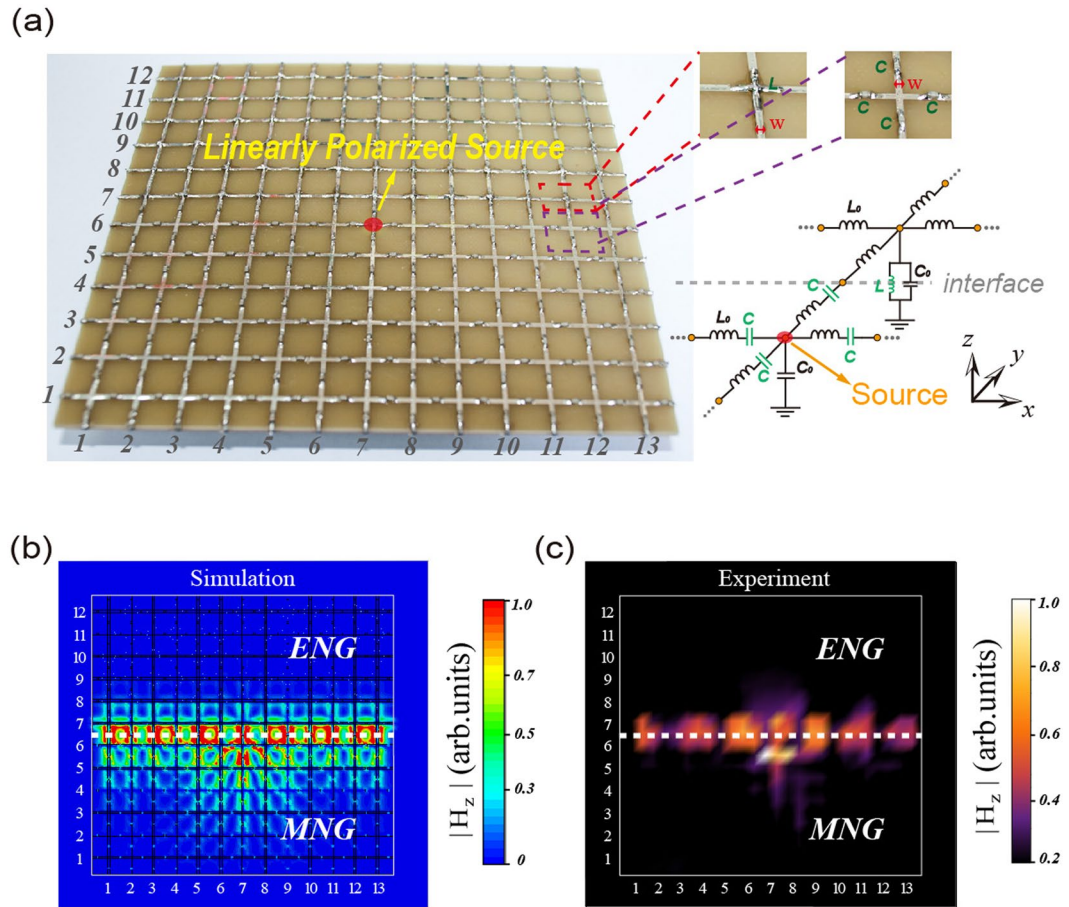 (a)
12
11
10
9
8
7
6
5
4
3
2
1
1 2 3 4 5 6 7 8 9 10 11 12 13
Linearly Polarized Source
L
w
C
w
C C
C
L₀
C₀
L
interface
C
L₀ C
C
C
C₀
Source
z
y
x
(b)
Simulation
12
11
10
9
8
7
6
5
4
3
2
1
ENG
MNG
1 2 3 4 5 6 7 8 9 10 11 12 13
|H_z| (arb.units)
1.0
0.7
0.3
0
(c)
Experiment
12
11
10
9
8
7
6
5
4
3
2
1
ENG
MNG
1 2 3 4 5 6 7 8 9 10 11 12 13
|H_z| (arb.units)
1.0
0.8
0.6
0.4
0.2